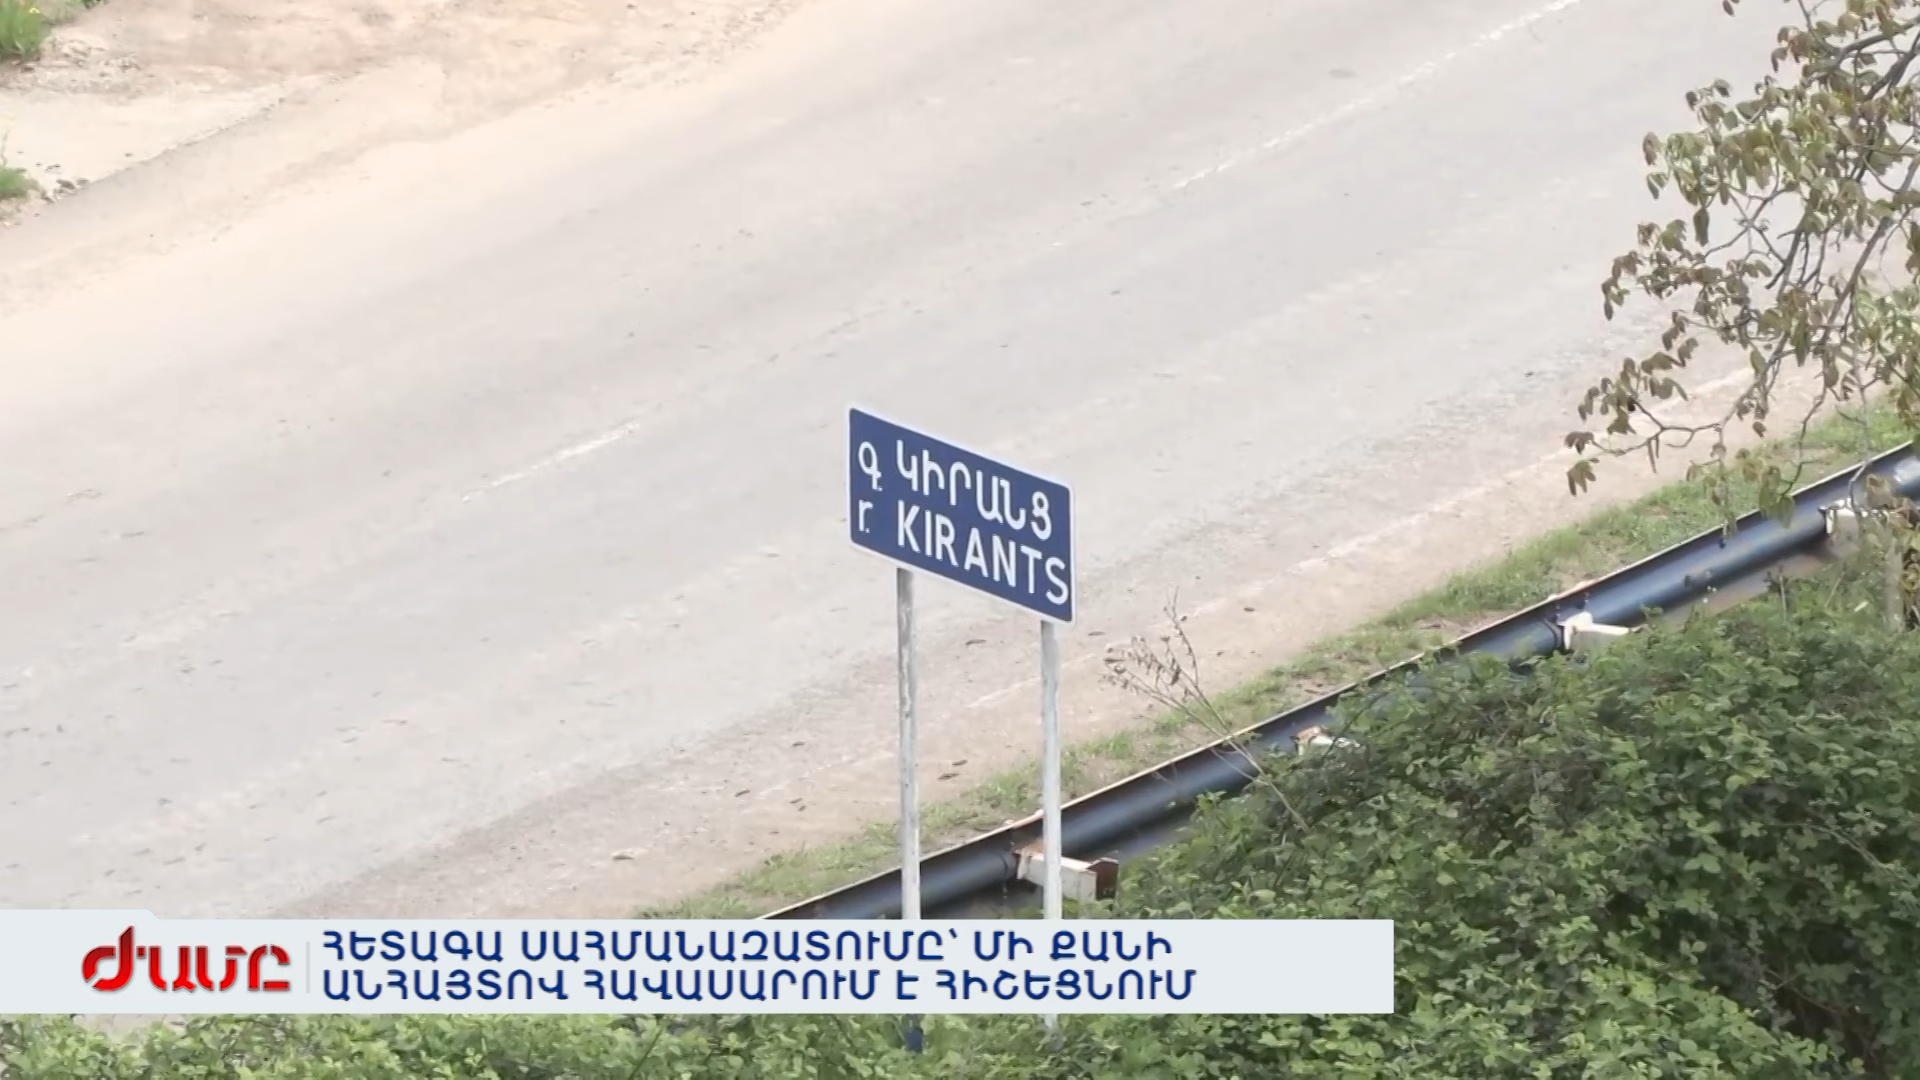 գ. ԿԻՐԱՆՑ
r. KIRANTS
ԺԱՄԸ
ՀԵՏԱԳԱ ՍԱՀՄԱՆԱԶԱՏՈՒՄԸ՝ ՄԻ ՔԱՆԻ
ԱՆՀԱՅՏՈՎ ՀԱՎԱՍԱՐՈՒՄ Է ՀԻՇԵՑՆՈՒՄ